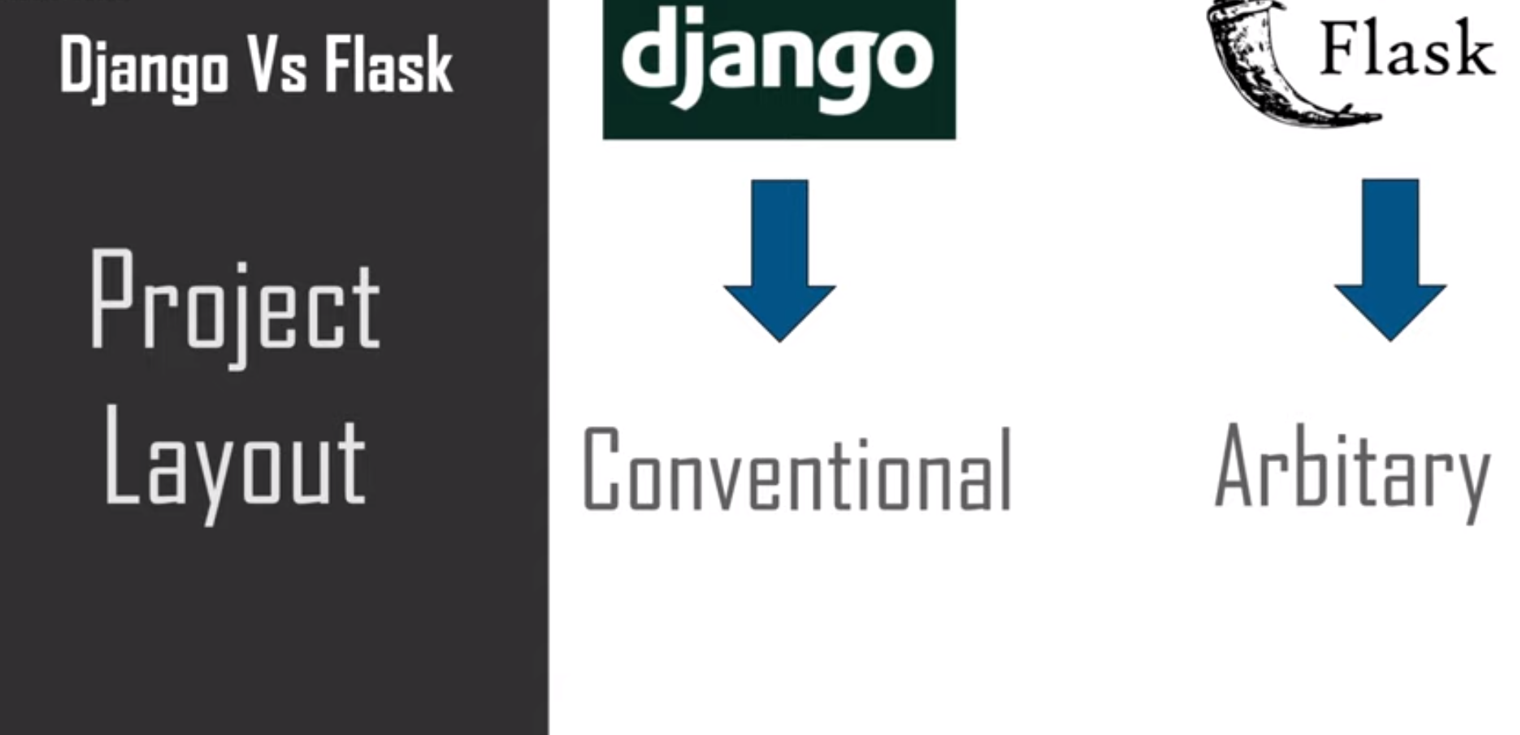 Django Vs Flask
django
Flask
Project
Layout
Conventional
Arbitary